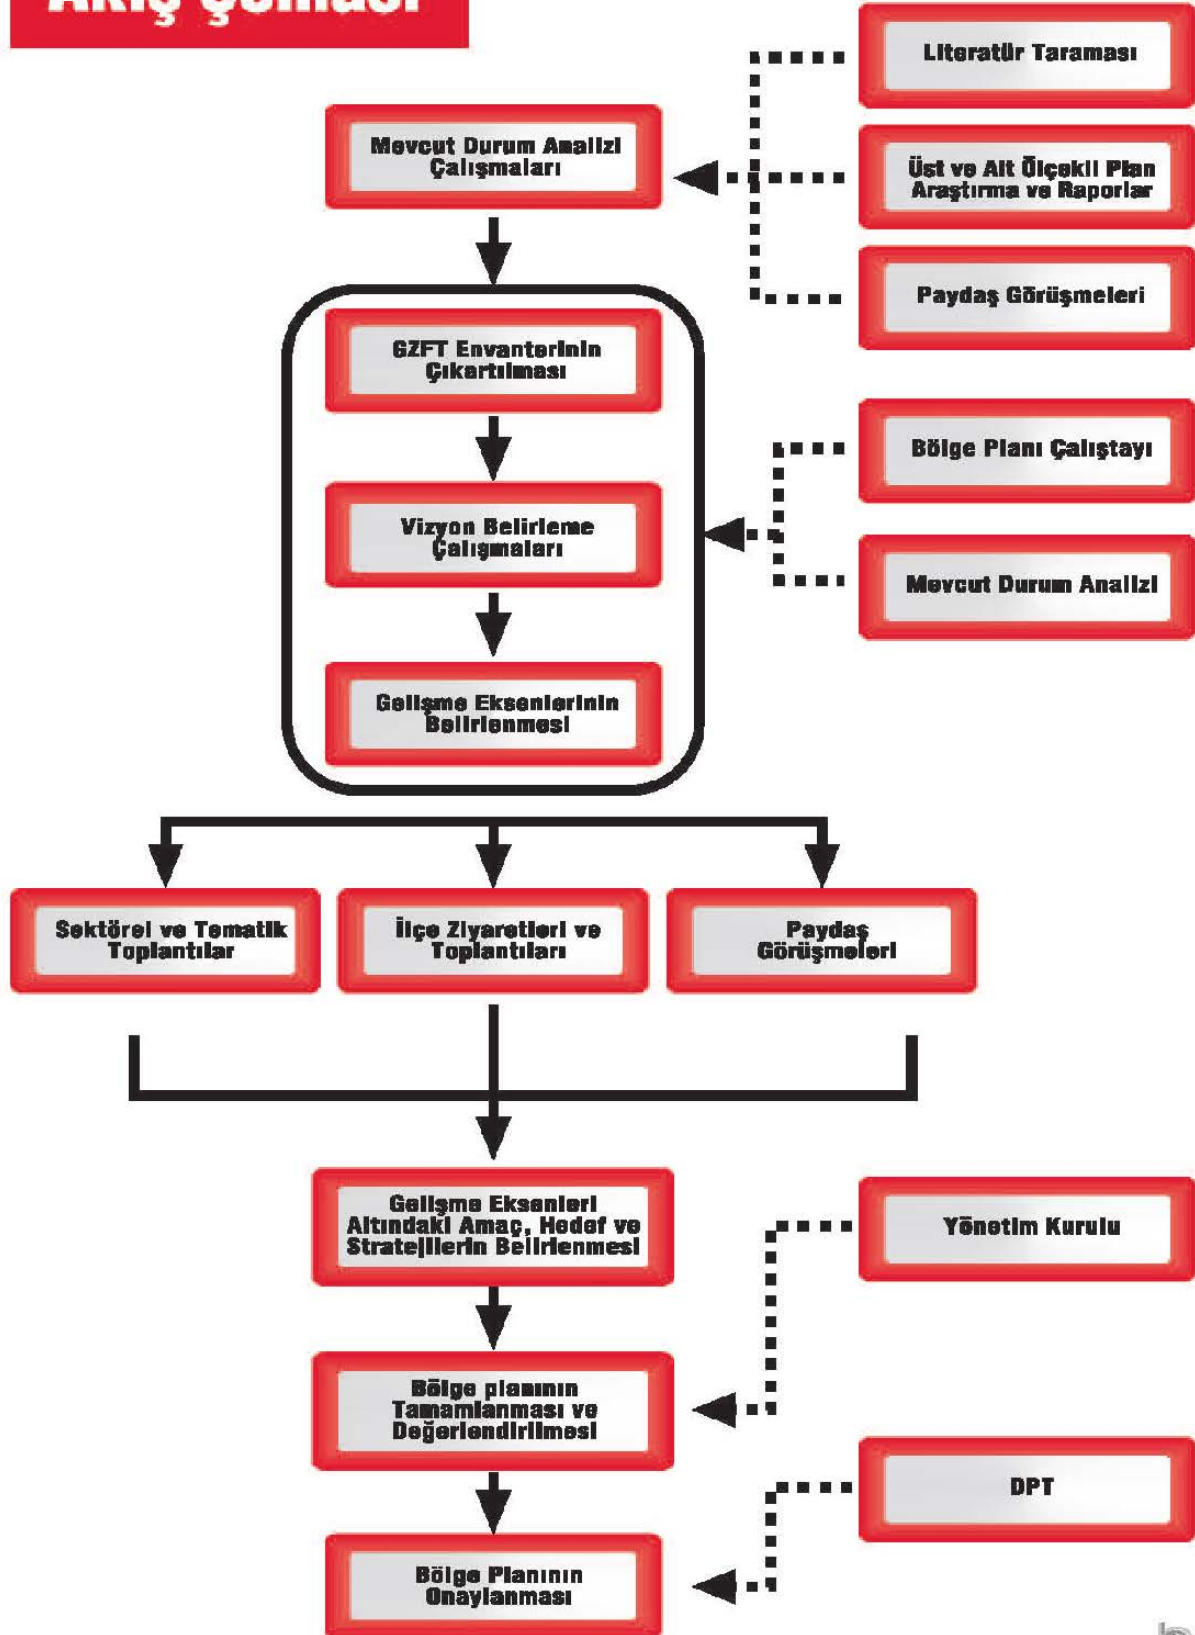 Akış Şeması
Literatür Taraması
Mevcut Durum Analizi
Çalışmaları
Üst ve Alt Ölçekli Plan
Araştırma ve Raporlar
Paydaş Görüşmeleri
GZFT Envanterinin
Çıkartılması
Bölge Planı Çalıştayı
Vizyon Belirleme
Çalışmaları
Mevcut Durum Analizi
Gelişme Eksenlerinin
Belirlenmesi
Sektörel ve Tematik
Toplantılar
İlçe Ziyaretleri ve
Toplantıları
Paydaş
Görüşmeleri
Gelişme Eksenleri
Altındaki Amaç, Hedef ve
Stratejilerin Belirlenmesi
Yönetim Kurulu
Bölge planının
Tamamlanması ve
Değerlendirilmesi
DPT
Bölge Planının
Onaylanması